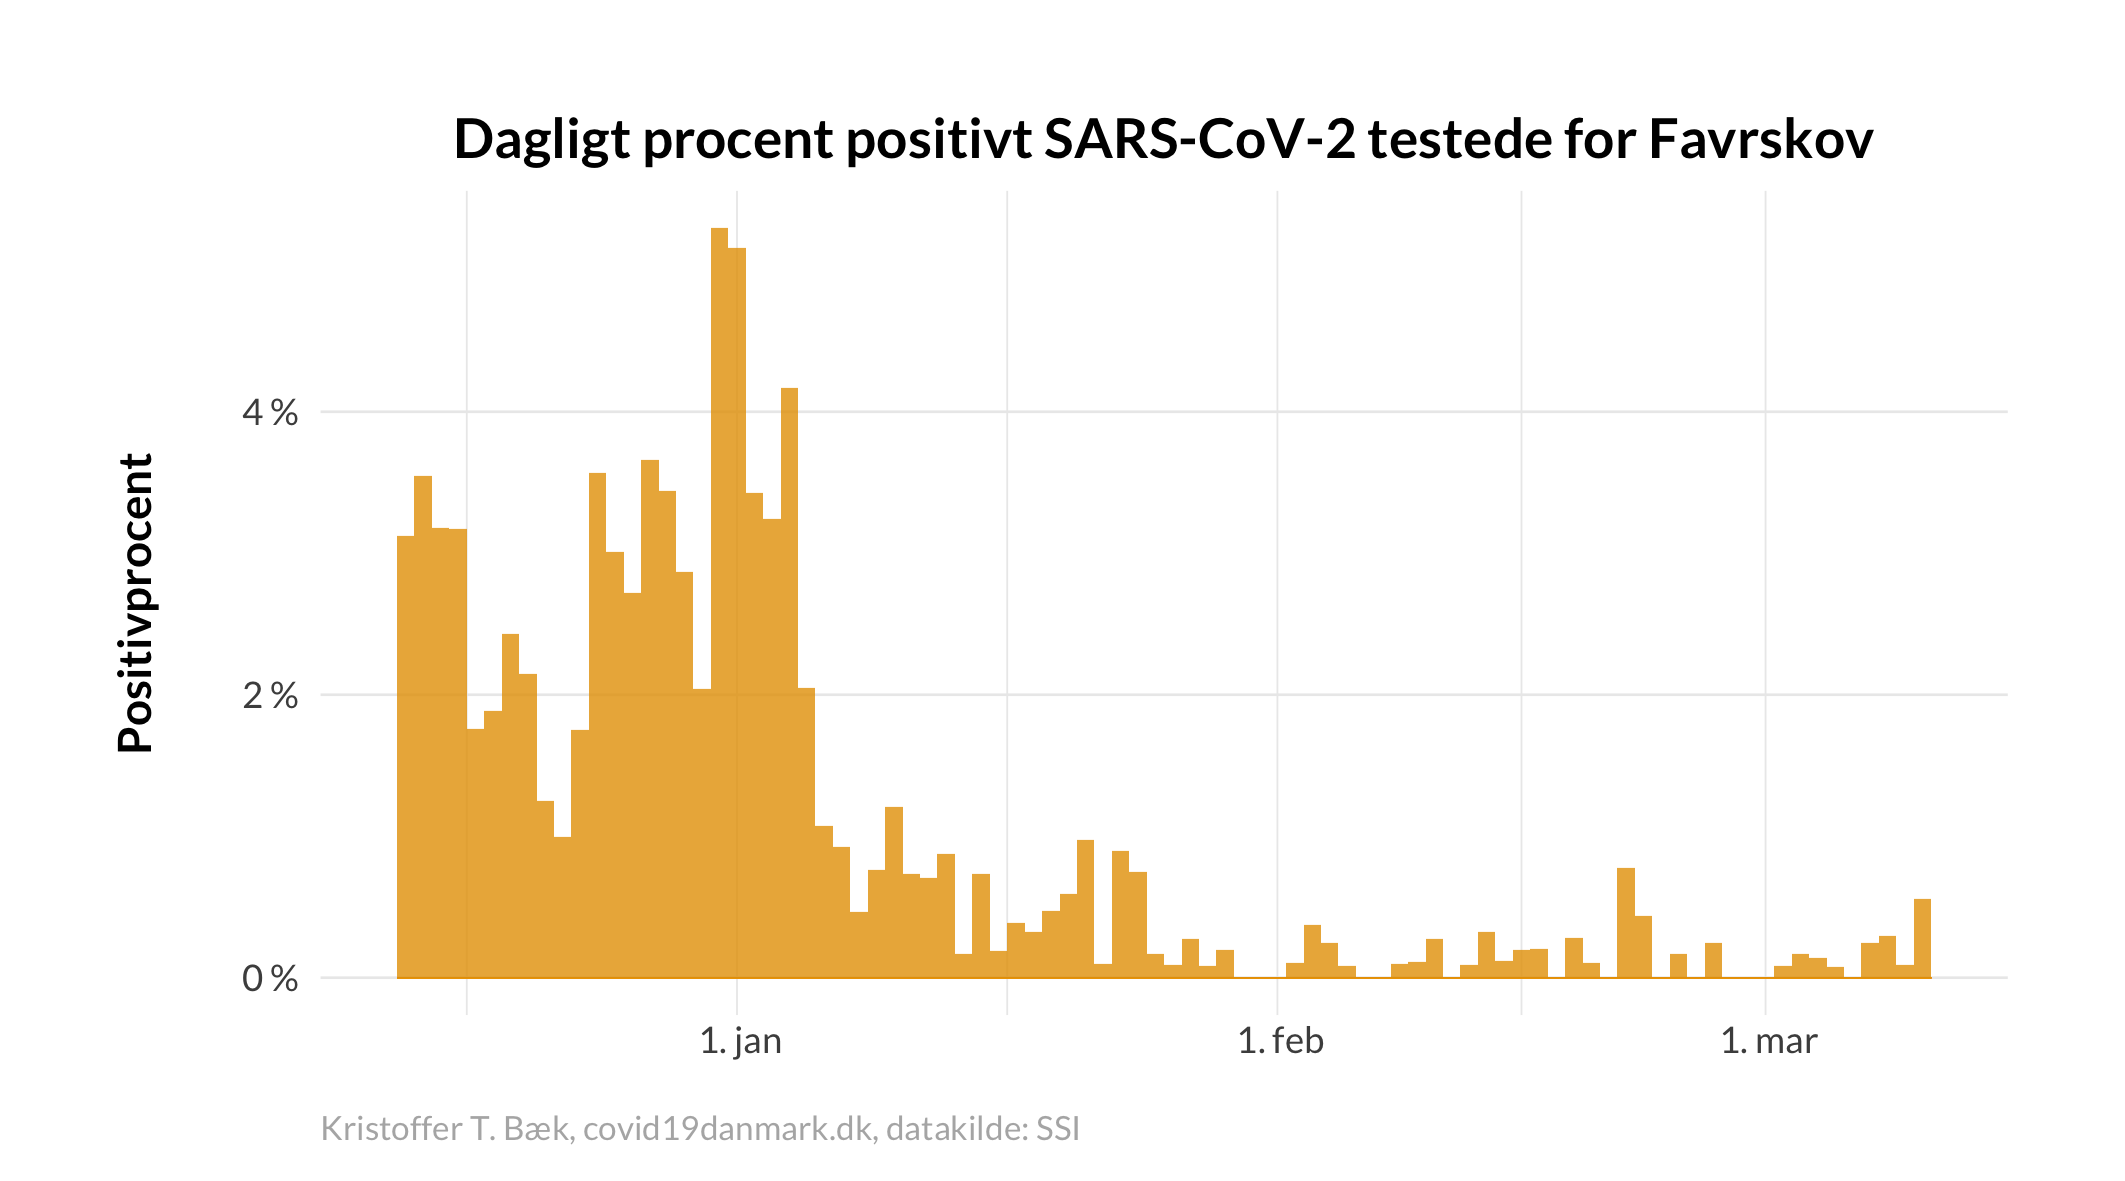 Dagligt procent positivt SARS-CoV-2 testede for Favrskov
Positivprocent
4 %
2 %
0 %
1. jan
1. feb
1. mar
Kristoffer T. Bæk, covid19danmark.dk, datakilde: SSI